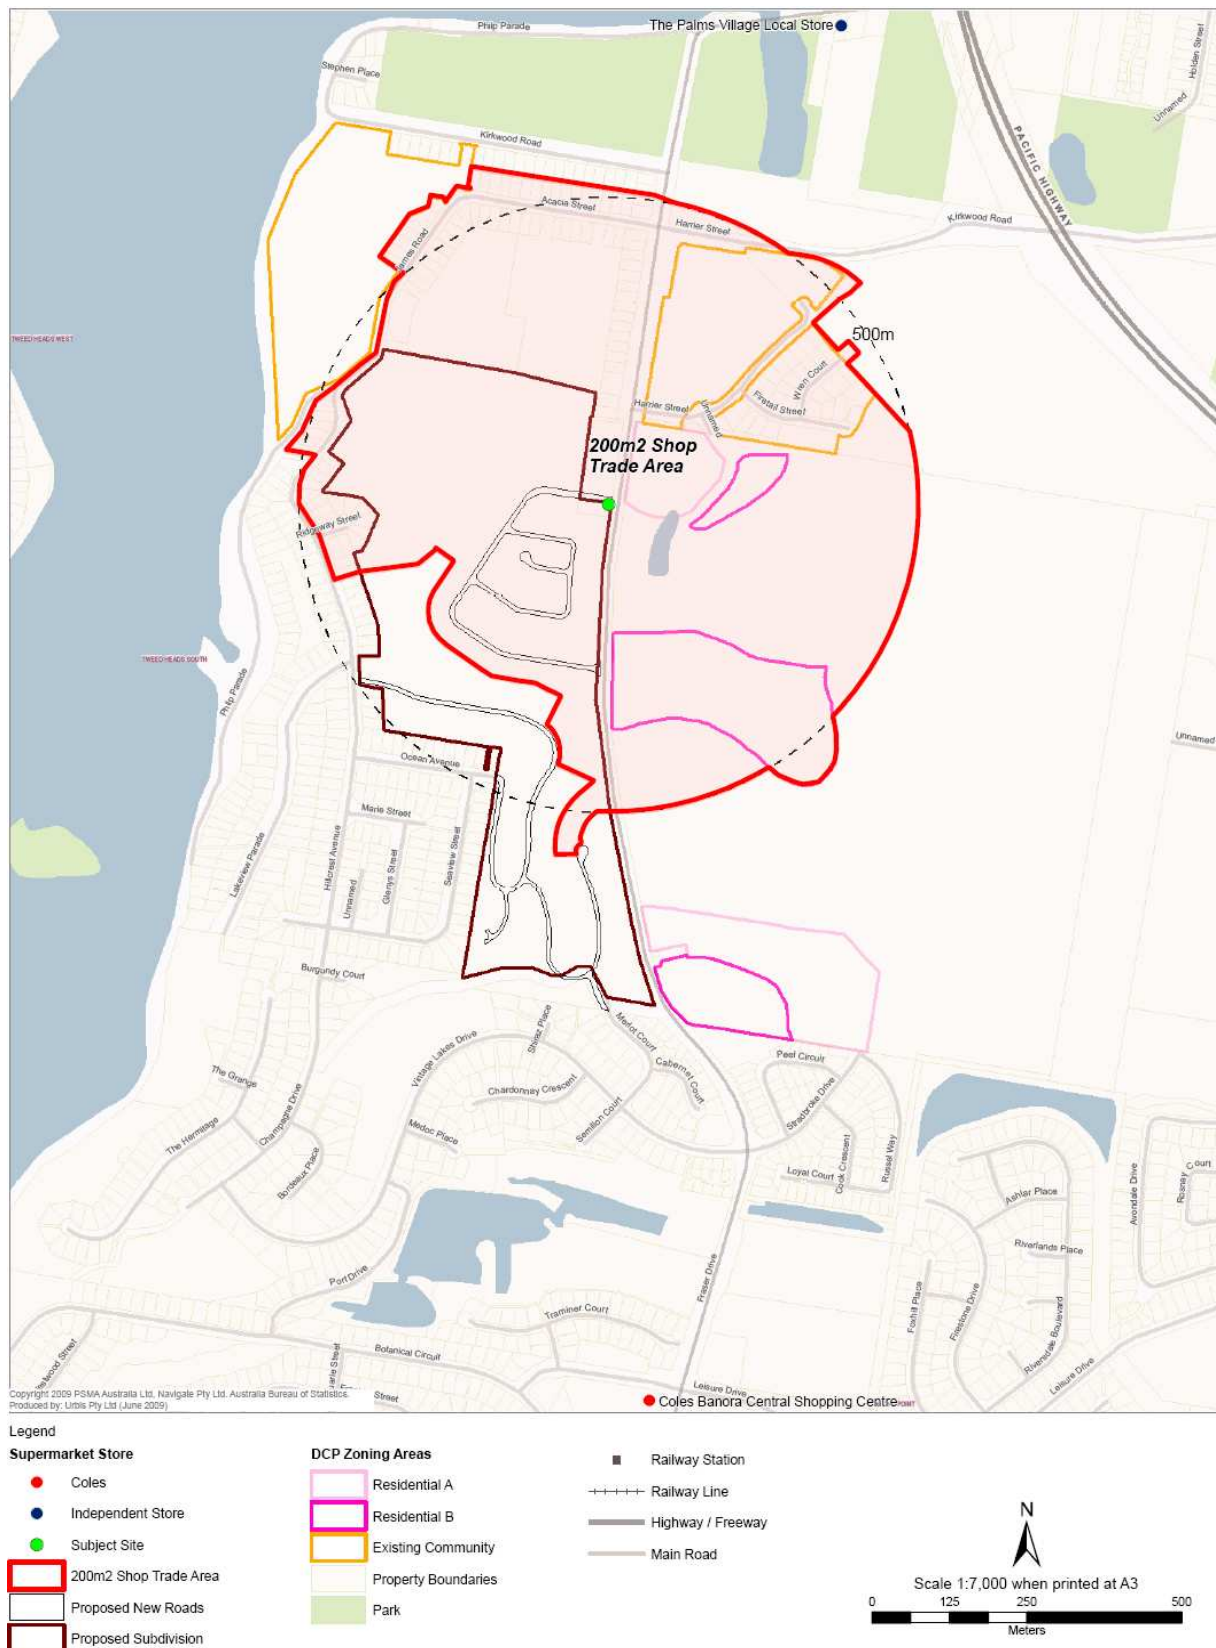 The Palms Village Local Store
Philp Parade
Stephen Place
Holden Street
Unnamed
PACIFIC HIGHWAY
Kirkwood Road
Acacia Street
Harrier Street
Kirkwood Road
James Road
500m
TWEED HEADS WEST
Wren Court
Firetail Street
Harrier Street
Unnamed
200m2 Shop
Trade Area
Ridgeway Street
TWEED HEADS SOUTH
Philp Parade
Unnamed
Ocean Avenue
Marie Street
Lakeview Parade
Hillcrest Avenue
Unnamed
Glenys Street
Seaview Street
Burgundy Court
Merlot Court
Shiraz Place
Vintage Lakes Drive
Peel Circuit
Cabernet Court
The Grange
Chardonnay Crescent
Stradbroke Drive
Champagne Drive
Semillon Court
The Hermitage
Medoc Place
Cook Crescent
Russel Way
Bordeaux Place
Loyal Court
Court
Rosnay
Avondale Drive
Ashlar Place
Riverlands Place
Port Drive
Fraser Drive
Foxhill Place
Firestone Drive
Traminer Court
Riversdale Boulevard
Botanical Circuit
Leisure Drive
Leisure Drive
Street
Copyright 2009 PSMA Australia Ltd, Navigate Pty Ltd. Australia Bureau of Statistics.
Produced by: Urbis Pty Ltd (June 2009)
Coles Banora Central Shopping Centre
POINT
Legend
Supermarket Store
Coles
Independent Store
Subject Site
200m2 Shop Trade Area
Proposed New Roads
Proposed Subdivision
DCP Zoning Areas
Residential A
Residential B
Existing Community
Property Boundaries
Park
Railway Station
Railway Line
Highway / Freeway
Main Road
N
Scale 1:7,000 when printed at A3
0 125 250 500
Meters